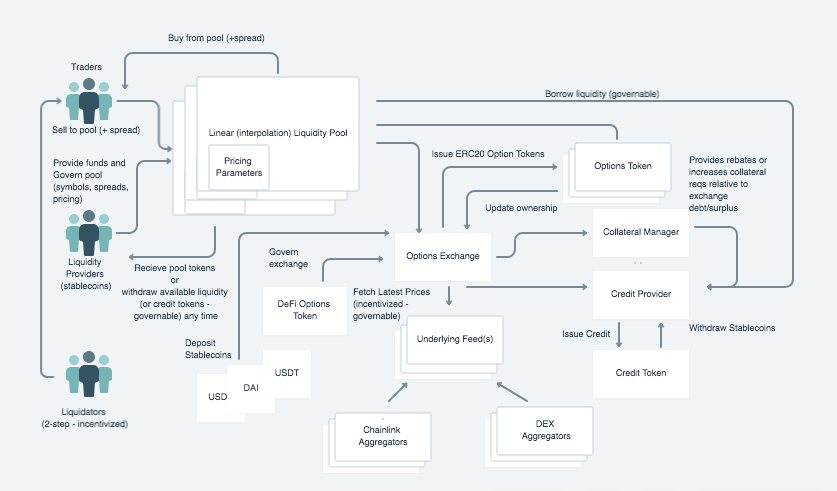 Buy from pool (+spread)
Traders
Sell to pool (+ spread)
Borrow liquidity (governable)
Linear (interpolation) Liquidity Pool
Pricing
Parameters
Provide funds and
Govern pool
(symbols, spreads,
pricing)
Issue ERC20 Option Tokens
Options Token
Provides rebates or
increases collateral
reqs relative to
exchange
debt/surplus
Update ownership
Liquidity
Providers
(stablecoins)
Recieve pool tokens
or
withdraw available liquidity
(or credit tokens -
governable) any time
Govern
exchange
Options Exchange
Collateral Manager
DeFi Options
Token
Fetch Latest Prices
(incentivized -
governable)
Credit Provider
Underlying Feed(s)
Issue Credit
Withdraw Stablecoins
Deposit
Stablecoins
USD
DAI
USDT
Credit Token
Liquidators
(2-step - incentivized)
Chainlink
Aggregators
DEX
Aggregators